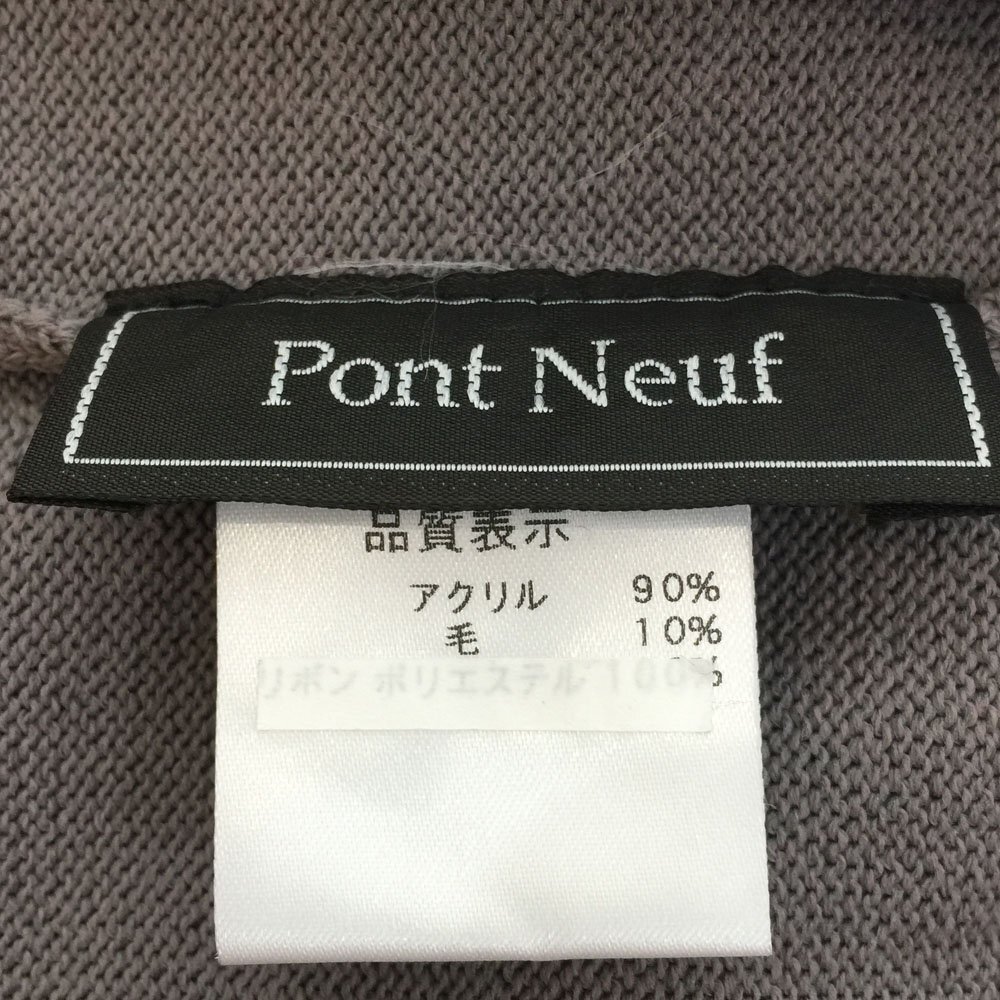 Pont Neuf
品質表示
アクリル 90%
毛 10%
リボン ポリエステル 100%